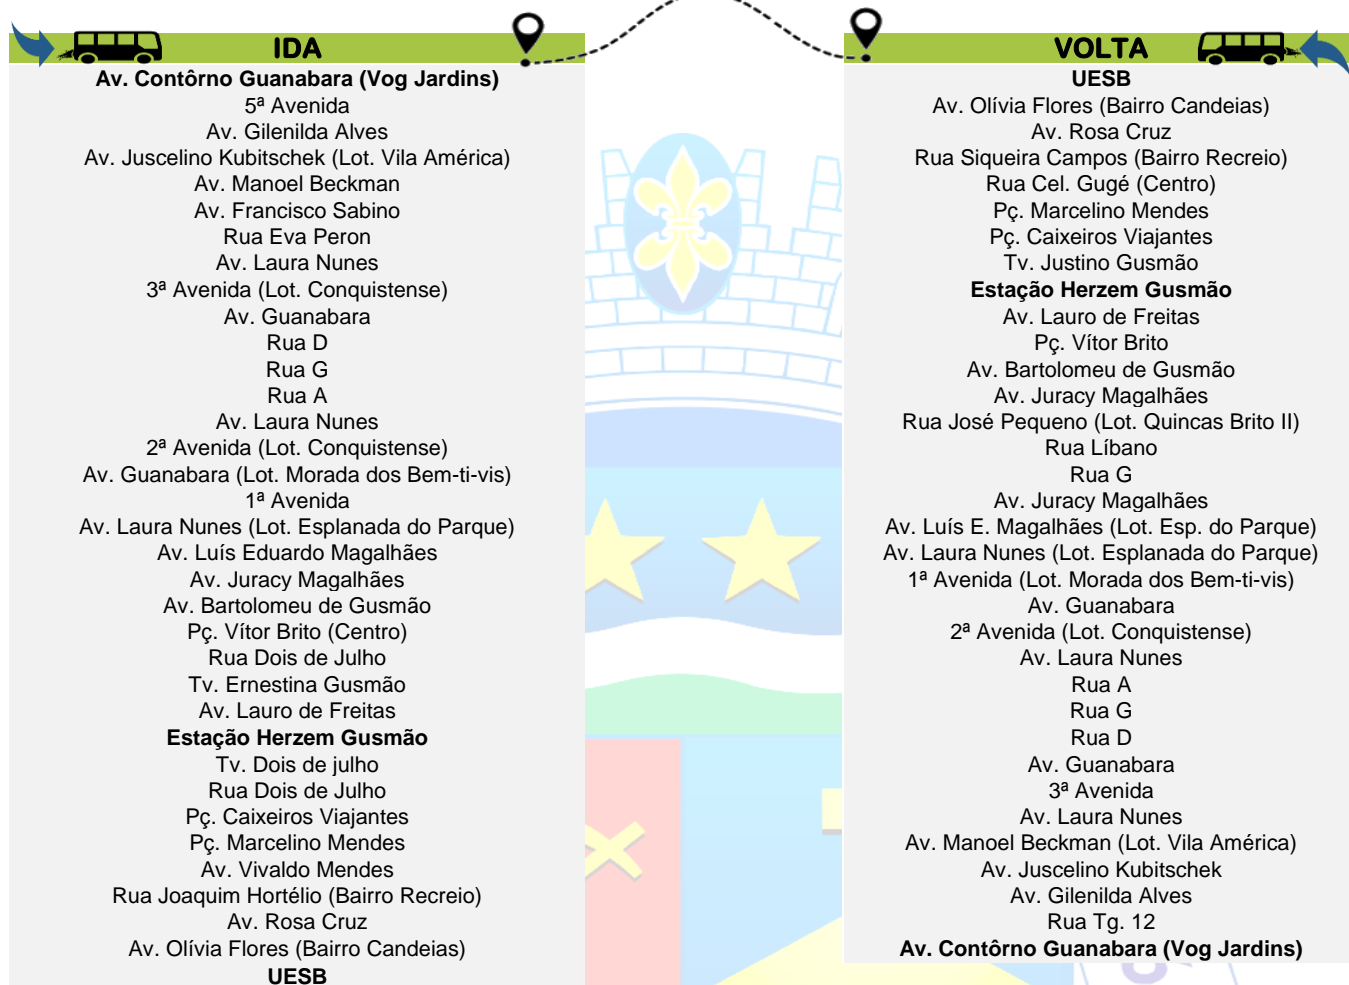 IDA
Av. Contôrno Guanabara (Vog Jardins)
5ª Avenida
Av. Gilenilda Alves
Av. Juscelino Kubitschek (Lot. Vila América)
Av. Manoel Beckman
Av. Francisco Sabino
Rua Eva Peron
Av. Laura Nunes
3ª Avenida (Lot. Conquistense)
Av. Guanabara
Rua D
Rua G
Rua A
Av. Laura Nunes
2ª Avenida (Lot. Conquistense)
Av. Guanabara (Lot. Morada dos Bem-ti-vis)
1ª Avenida
Av. Laura Nunes (Lot. Esplanada do Parque)
Av. Luís Eduardo Magalhães
Av. Juracy Magalhães
Av. Bartolomeu de Gusmão
Pç. Vítor Brito (Centro)
Rua Dois de Julho
Tv. Ernestina Gusmão
Av. Lauro de Freitas
Estação Herzem Gusmão
Tv. Dois de julho
Rua Dois de Julho
Pç. Caixeiros Viajantes
Pç. Marcelino Mendes
Av. Vivaldo Mendes
Rua Joaquim Hortélio (Bairro Recreio)
Av. Rosa Cruz
Av. Olívia Flores (Bairro Candeias)
UESB
VOLTA
UESB
Av. Olívia Flores (Bairro Candeias)
Av. Rosa Cruz
Rua Siqueira Campos (Bairro Recreio)
Rua Cel. Gugé (Centro)
Pç. Marcelino Mendes
Pç. Caixeiros Viajantes
Tv. Justino Gusmão
Estação Herzem Gusmão
Av. Lauro de Freitas
Pç. Vítor Brito
Av. Bartolomeu de Gusmão
Av. Juracy Magalhães
Rua José Pequeno (Lot. Quincas Brito II)
Rua Líbano
Rua G
Av. Juracy Magalhães
Av. Luís E. Magalhães (Lot. Esp. do Parque)
Av. Laura Nunes (Lot. Esplanada do Parque)
1ª Avenida (Lot. Morada dos Bem-ti-vis)
Av. Guanabara
2ª Avenida (Lot. Conquistense)
Av. Laura Nunes
Rua A
Rua G
Rua D
Av. Guanabara
3ª Avenida
Av. Laura Nunes
Av. Manoel Beckman (Lot. Vila América)
Av. Juscelino Kubitschek
Av. Gilenilda Alves
Rua Tg. 12
Av. Contôrno Guanabara (Vog Jardins)